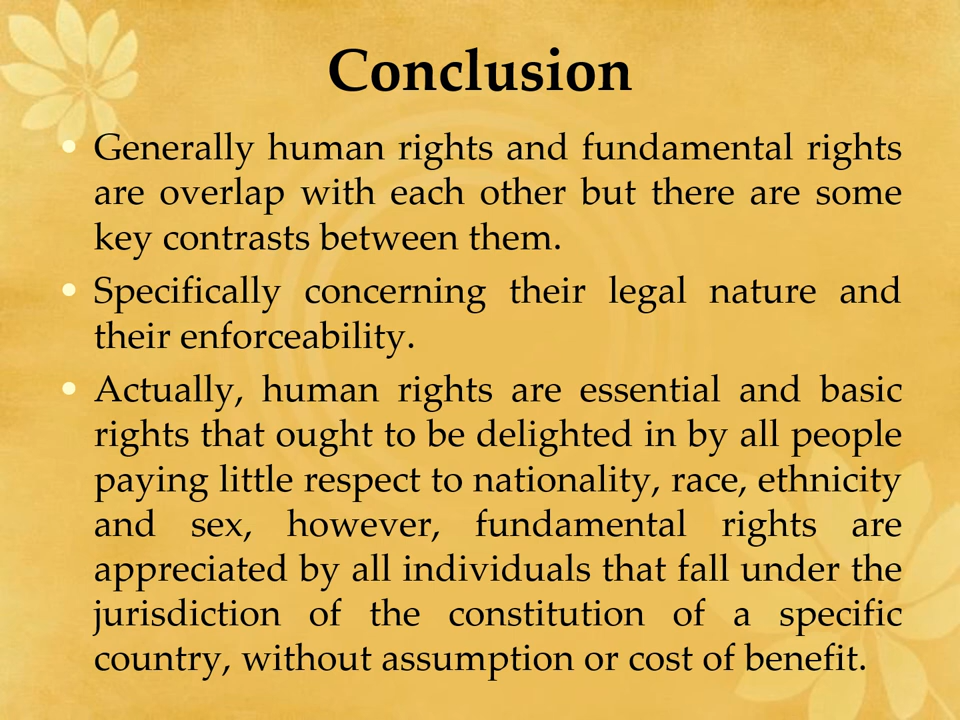 Conclusion
• Generally human rights and fundamental rights
are overlap with each other but there are some
key contrasts between them.
• Specifically concerning their legal nature and
their enforceability.
• Actually, human rights are essential and basic
rights that ought to be delighted in by all people
paying little respect to nationality, race, ethnicity
and sex, however, fundamental rights are
appreciated by all individuals that fall under the
jurisdiction of the constitution of a specific
country, without assumption or cost of benefit.